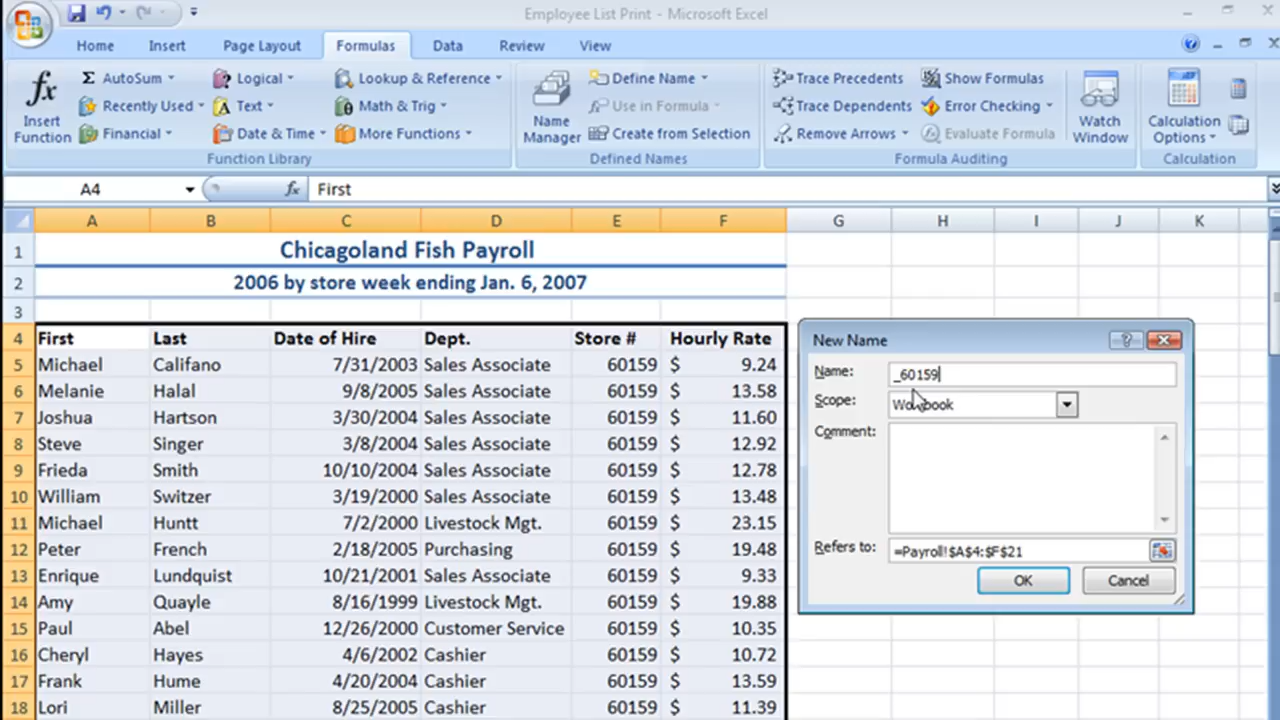 Employee List Print - Microsoft Excel
Home Insert Page Layout Formulas Data Review View
fx Insert Function
Σ AutoSum
Recently Used
Financial
Logical
Text
Date & Time
Lookup & Reference
Math & Trig
More Functions
Function Library
Name Manager
Define Name
Use in Formula
Create from Selection
Defined Names
Trace Precedents
Trace Dependents
Remove Arrows
Show Formulas
Error Checking
Evaluate Formula
Formula Auditing
Watch Window
Calculation Options
Calculation
A4 fx First
A B C D E F G H I J K
1 Chicagoland Fish Payroll
2 2006 by store week ending Jan. 6, 2007
3
4 First Last Date of Hire Dept. Store # Hourly Rate
5 Michael Califano 7/31/2003 Sales Associate 60159 $ 9.24
6 Melanie Halal 9/8/2005 Sales Associate 60159 $ 13.58
7 Joshua Hartson 3/30/2004 Sales Associate 60159 $ 11.60
8 Steve Singer 3/8/2004 Sales Associate 60159 $ 12.92
9 Frieda Smith 10/10/2004 Sales Associate 60159 $ 12.78
10 William Switzer 3/19/2000 Sales Associate 60159 $ 13.48
11 Michael Huntt 7/2/2000 Livestock Mgt. 60159 $ 23.15
12 Peter French 2/18/2005 Purchasing 60159 $ 19.48
13 Enrique Lundquist 10/21/2001 Sales Associate 60159 $ 9.33
14 Amy Quayle 8/16/1999 Livestock Mgt. 60159 $ 19.88
15 Paul Abel 12/26/2000 Customer Service 60159 $ 10.35
16 Cheryl Hayes 4/6/2002 Cashier 60159 $ 10.72
17 Frank Hume 4/20/2004 Cashier 60159 $ 13.59
18 Lori Miller 8/25/2005 Cashier 60159 $ 11.39
New Name
Name: _60159
Scope: Workbook
Comment:
Refers to: =Payroll!$A$4:$F$21
OK Cancel